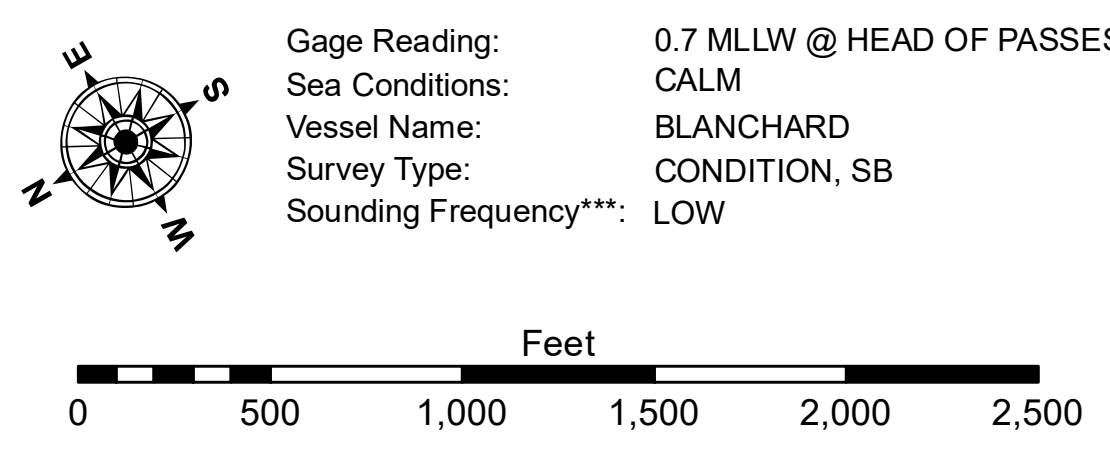 E
S
N
W
Gage Reading: 0.7 MLLW @ HEAD OF PASSES
Sea Conditions: CALM
Vessel Name: BLANCHARD
Survey Type: CONDITION, SB
Sounding Frequency***: LOW
Feet
0 500 1,000 1,500 2,000 2,500